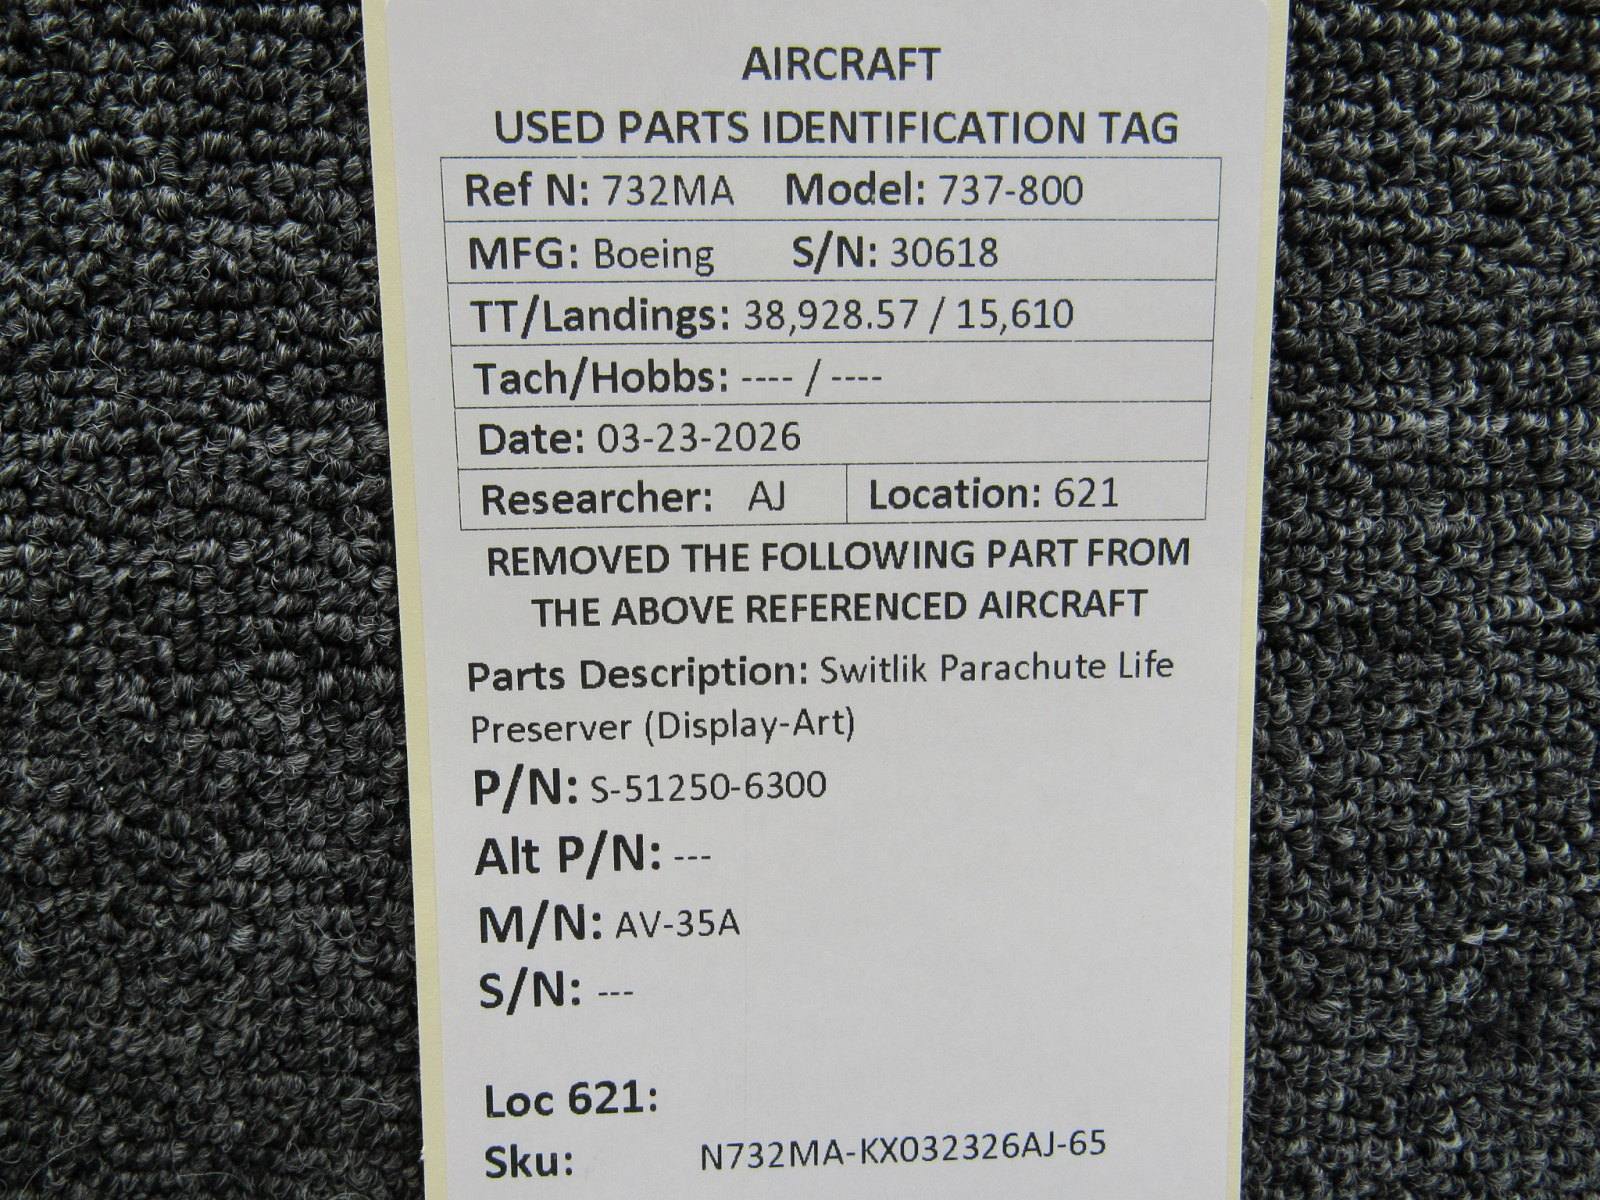 AIRCRAFT
USED PARTS IDENTIFICATION TAG
Ref N: 732MA Model: 737-800
MFG: Boeing S/N: 30618
TT/Landings: 38,928.57 / 15,610
Tach/Hobbs: ---- / ----
Date: 03-23-2026
Researcher: AJ Location: 621
REMOVED THE FOLLOWING PART FROM
THE ABOVE REFERENCED AIRCRAFT
Parts Description: Switlik Parachute Life
Preserver (Display-Art)
P/N: S-51250-6300
Alt P/N: ---
M/N: AV-35A
S/N: ---
Loc 621:
Sku: N732MA-KX032326AJ-65